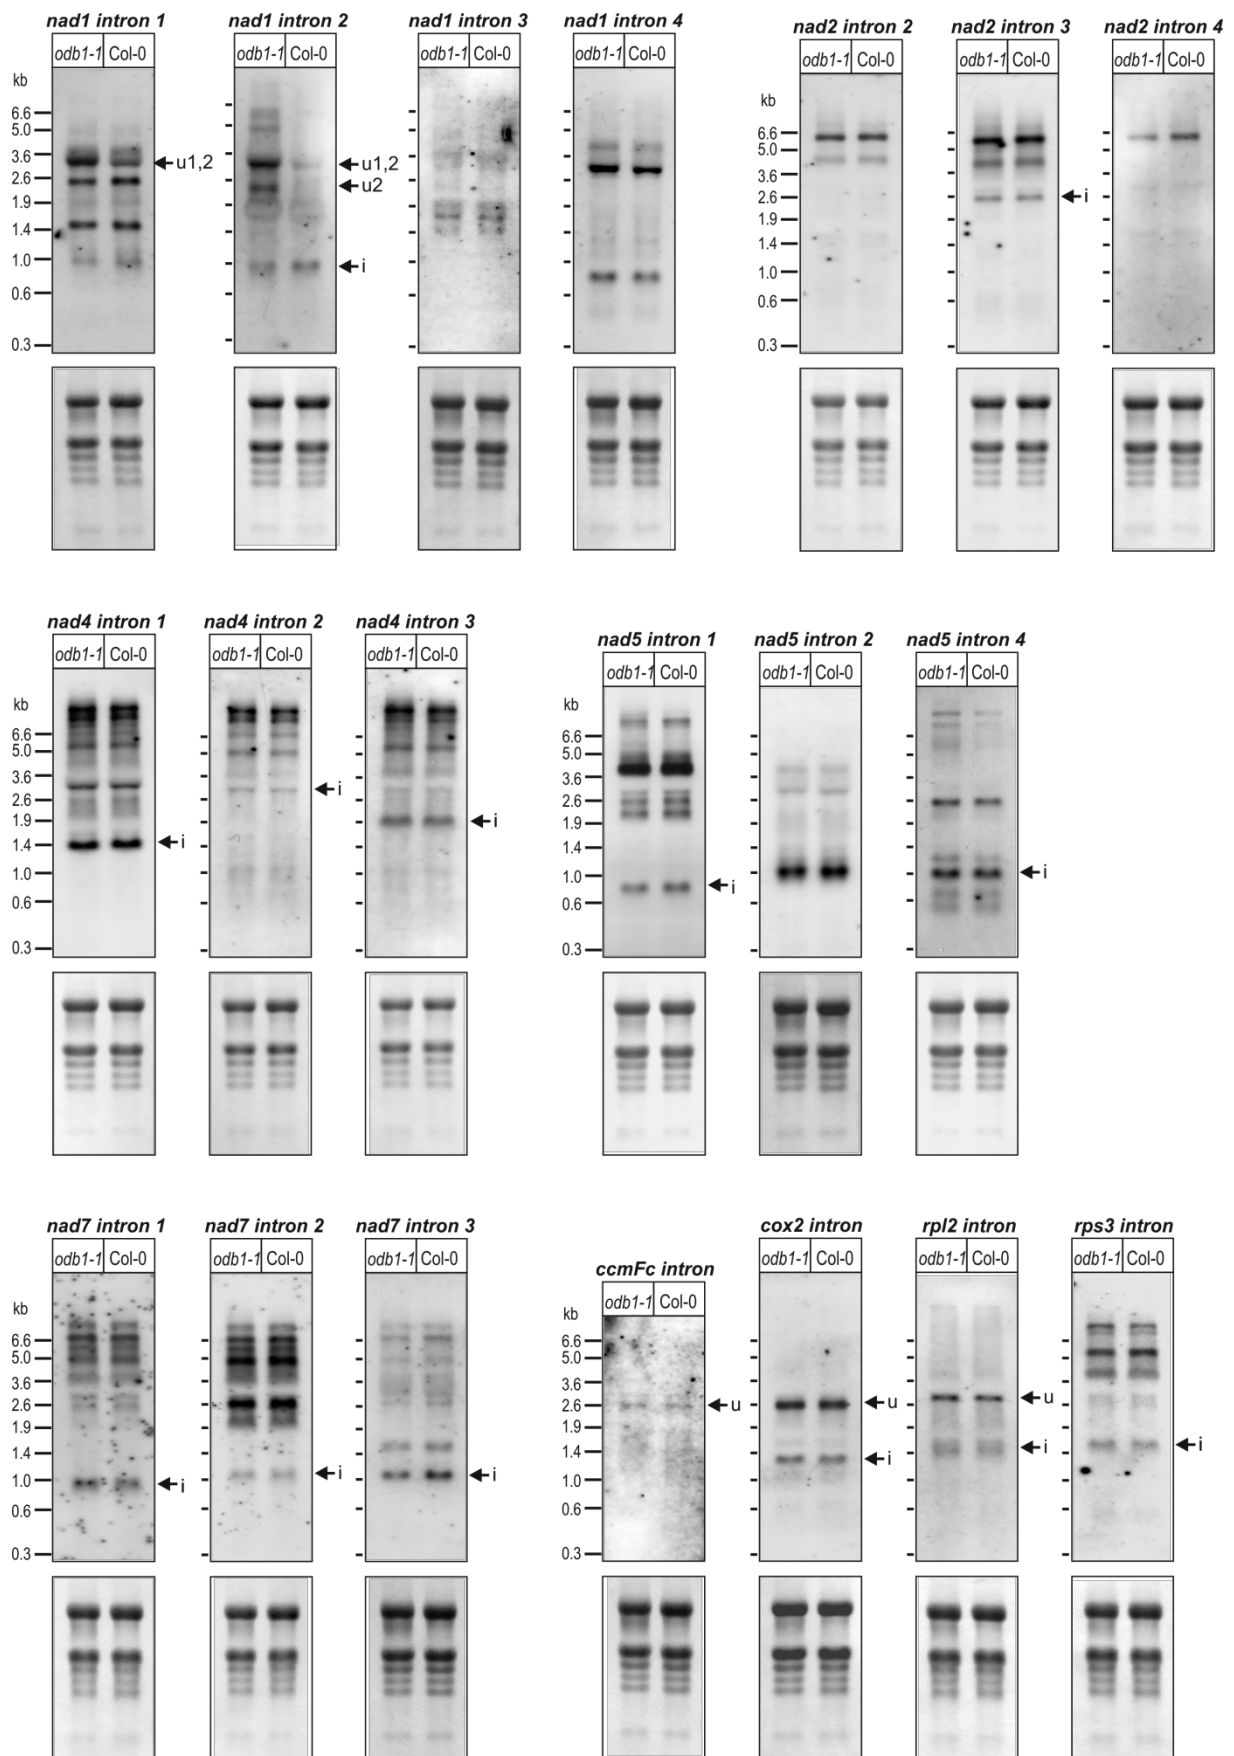 nad1 intron 1 nad1 intron 2 nad1 intron 3 nad1 intron 4
odb1-1 Col-0 odb1-1 Col-0 odb1-1 Col-0 odb1-1 Col-0
kb
6.6
5.0
3.6
2.6
1.9
1.4
1.0
0.6
0.3
u1,2
u1,2
u2
i
nad2 intron 2 nad2 intron 3 nad2 intron 4
odb1-1 Col-0 odb1-1 Col-0 odb1-1 Col-0
kb
6.6
5.0
3.6
2.6
1.9
1.4
1.0
0.6
0.3
i
nad4 intron 1 nad4 intron 2 nad4 intron 3
odb1-1 Col-0 odb1-1 Col-0 odb1-1 Col-0
kb
6.6
5.0
3.6
2.6
1.9
1.4
1.0
0.6
0.3
i
i
i
nad5 intron 1 nad5 intron 2 nad5 intron 4
odb1-1 Col-0 odb1-1 Col-0 odb1-1 Col-0
kb
6.6
5.0
3.6
2.6
1.9
1.4
1.0
0.6
0.3
i
i
nad7 intron 1 nad7 intron 2 nad7 intron 3
odb1-1 Col-0 odb1-1 Col-0 odb1-1 Col-0
kb
6.6
5.0
3.6
2.6
1.9
1.4
1.0
0.6
0.3
i
i
i
ccmFc intron cox2 intron rpl2 intron rps3 intron
odb1-1 Col-0 odb1-1 Col-0 odb1-1 Col-0 odb1-1 Col-0
kb
6.6
5.0
3.6
2.6
1.9
1.4
1.0
0.6
0.3
u
u
i
u
i
i